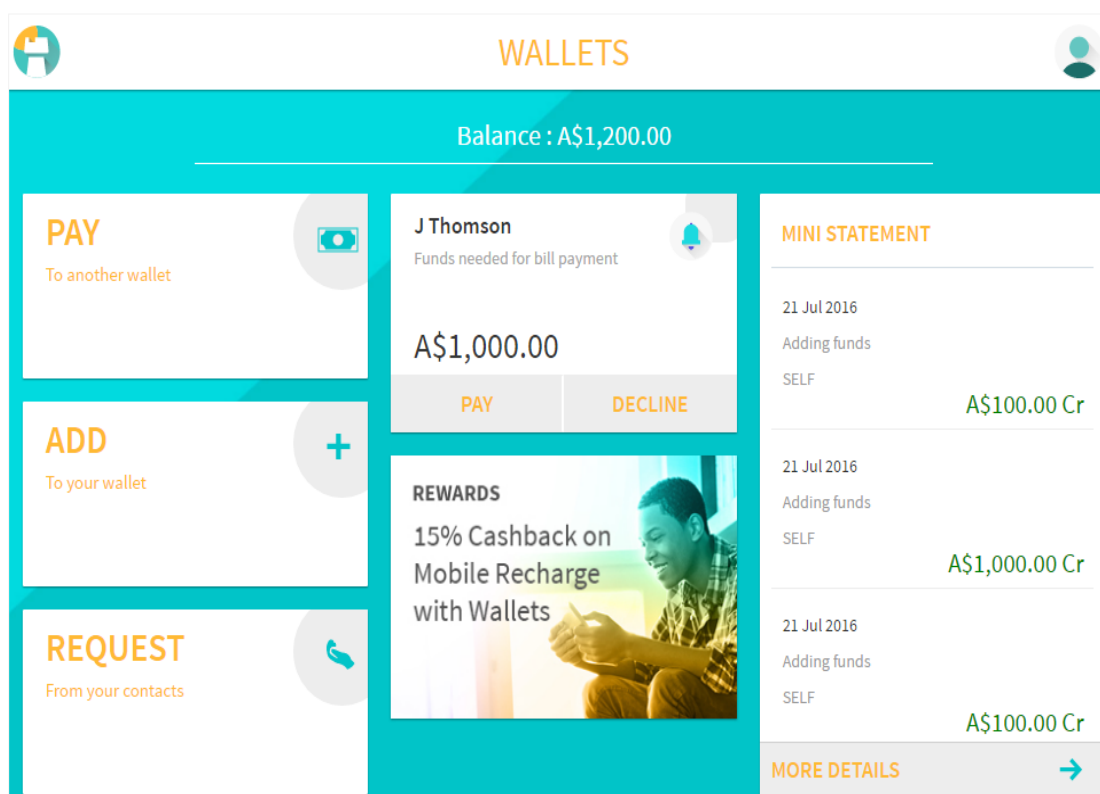 WALLETS
Balance : A$1,200.00
PAY
To another wallet
ADD
To your wallet
REQUEST
From your contacts
J Thomson
Funds needed for bill payment
A$1,000.00
PAY
DECLINE
REWARDS
15% Cashback on
Mobile Recharge
with Wallets
MINI STATEMENT
21 Jul 2016
Adding funds
SELF
A$100.00 Cr
21 Jul 2016
Adding funds
SELF
A$1,000.00 Cr
21 Jul 2016
Adding funds
SELF
A$100.00 Cr
MORE DETAILS